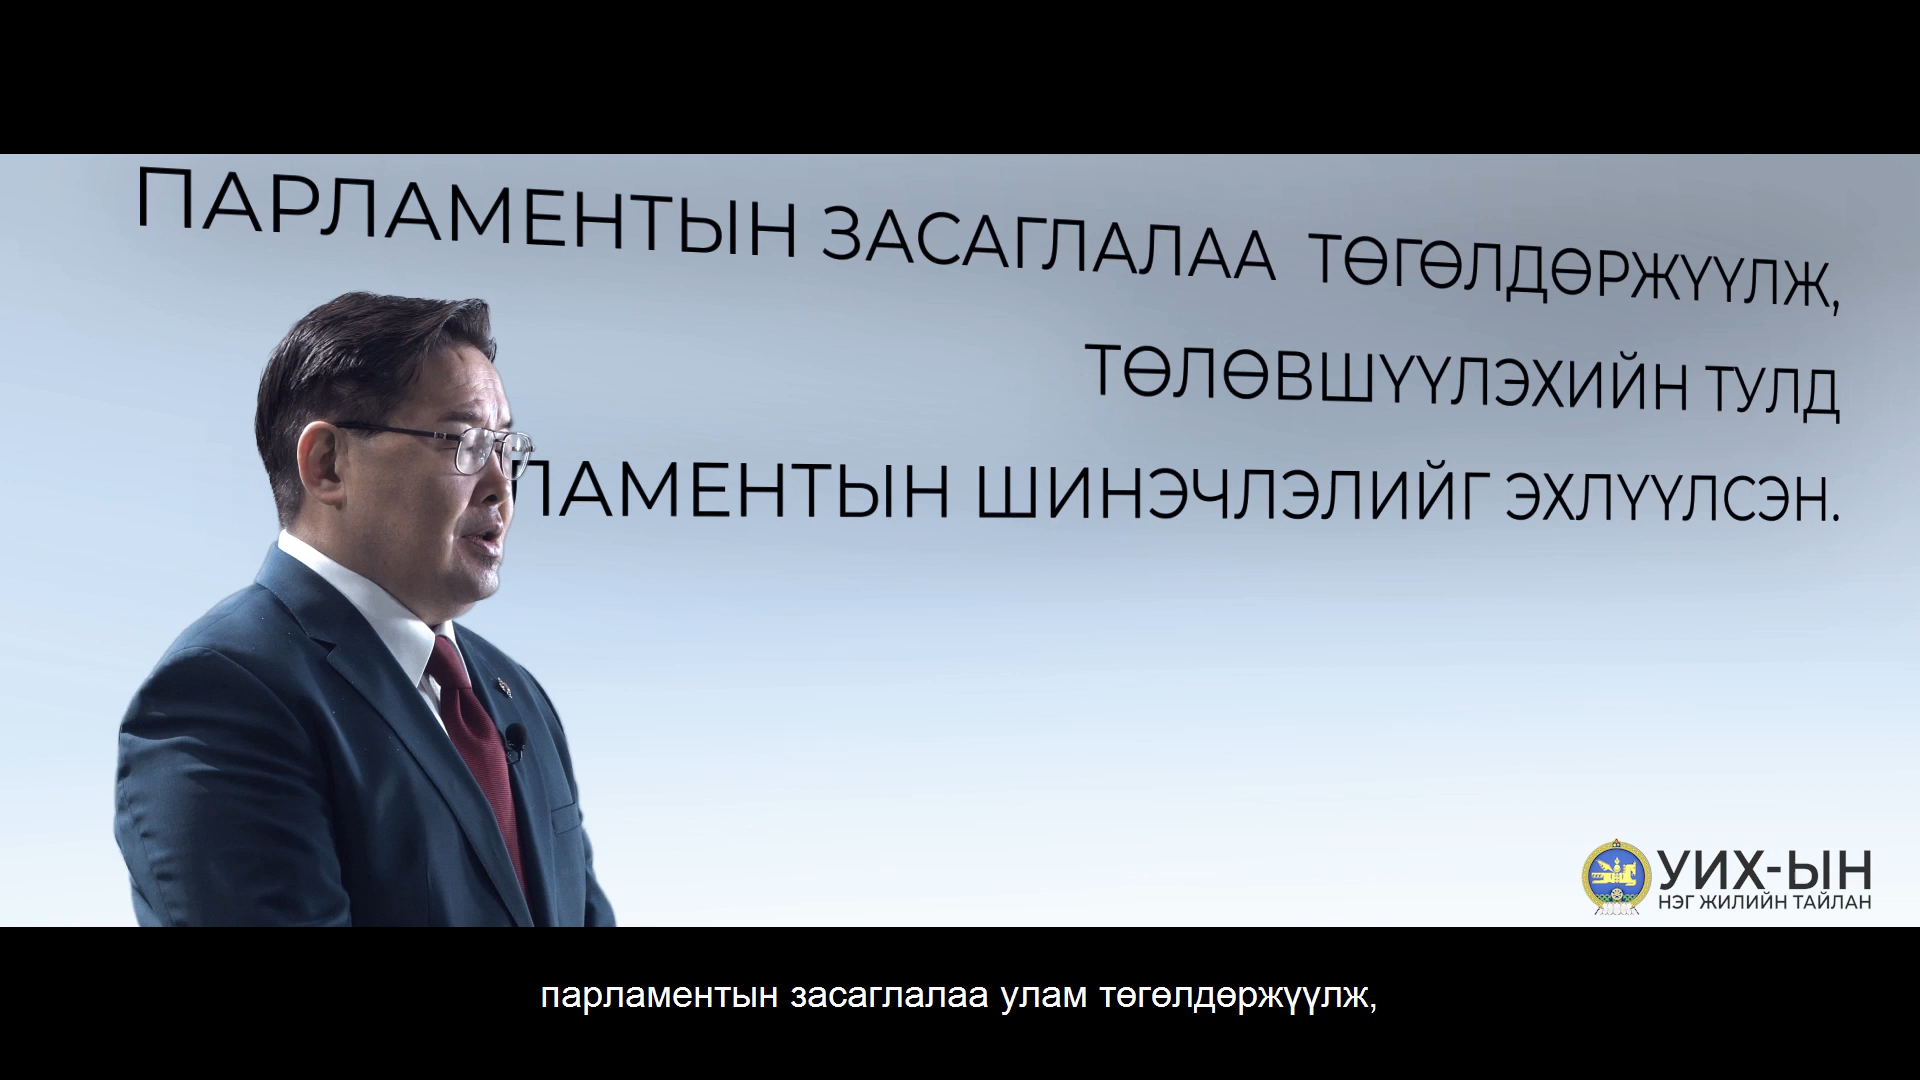 ПАРЛАМЕНТЫН ЗАСАГЛАЛАА ТӨГӨЛДӨРЖҮҮЛЖ,
ТӨЛӨВШҮҮЛЭХИЙН ТУЛД
ЛАМЕНТЫН ШИНЭЧЛЭЛИЙГ ЭХЛҮҮЛСЭН.
УИХ-ЫН
НЭГ ЖИЛИЙН ТАЙЛАН
парламентын засаглалаа улам төгөлдөржүүлж,